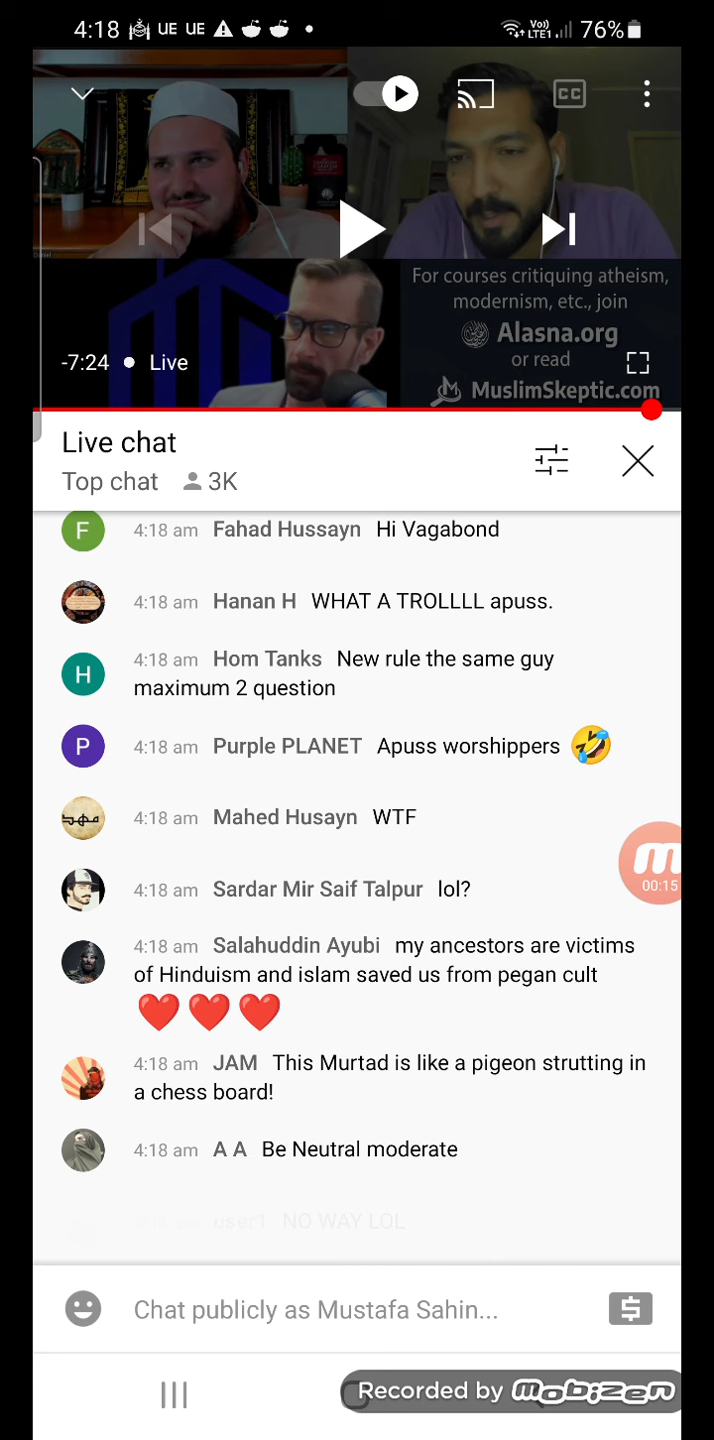 4:18 UE UE Vo)) LTE1 76%
CC
For courses critiquing atheism,
modernism, etc., join
Alasna.org
or read
MuslimSkeptic.com
-7:24 • Live
Live chat
Top chat 3K
F 4:18 am Fahad Hussayn Hi Vagabond
4:18 am Hanan H WHAT A TROLLLL apuss.
H 4:18 am Hom Tanks New rule the same guy
maximum 2 question
P 4:18 am Purple PLANET Apuss worshippers 🤣
4:18 am Mahed Husayn WTF
4:18 am Sardar Mir Saif Talpur lol?
4:18 am Salahuddin Ayubi my ancestors are victims
of Hinduism and islam saved us from pegan cult
❤️❤️❤️
4:18 am JAM This Murtad is like a pigeon strutting in
a chess board!
4:18 am A A Be Neutral moderate
user1 NO WAY LOL
m
00:15
Chat publicly as Mustafa Sahin...
Recorded by mobizen